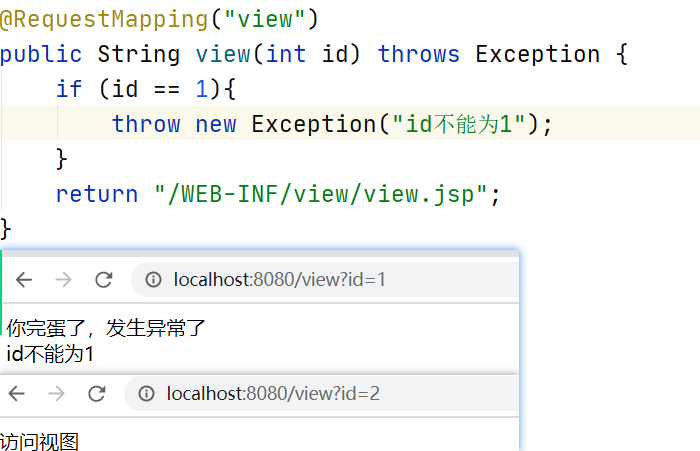 @RequestMapping("view")
public String view(int id) throws Exception {
    if (id == 1){
        throw new Exception("id不能为1");
    }
    return "/WEB-INF/view/view.jsp";
}
localhost:8080/view?id=1
你完蛋了，发生异常了
id不能为1
localhost:8080/view?id=2
访问视图